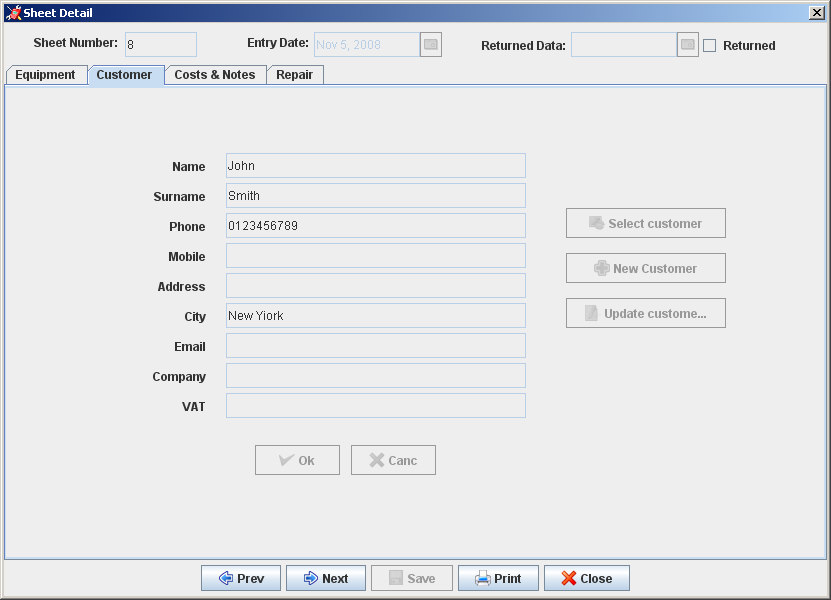 Sheet Detail
Sheet Number: 8 Entry Date: Nov 5, 2008 Returned Data: Returned
Equipment Customer Costs & Notes Repair
Name John
Surname Smith
Phone 0123456789
Select customer
Mobile
New Customer
Address
City New Yiork
Update custome...
Email
Company
VAT
Ok Canc
Prev Next Save Print Close